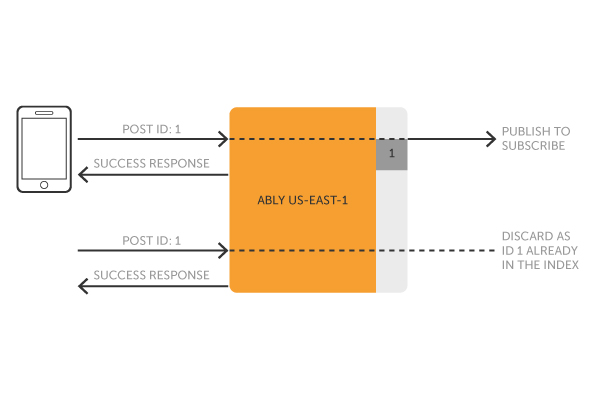 POST ID: 1
PUBLISH TO
SUBSCRIBE
1
SUCCESS RESPONSE
ABLY US-EAST-1
POST ID: 1
DISCARD AS
ID 1 ALREADY
IN THE INDEX
SUCCESS RESPONSE